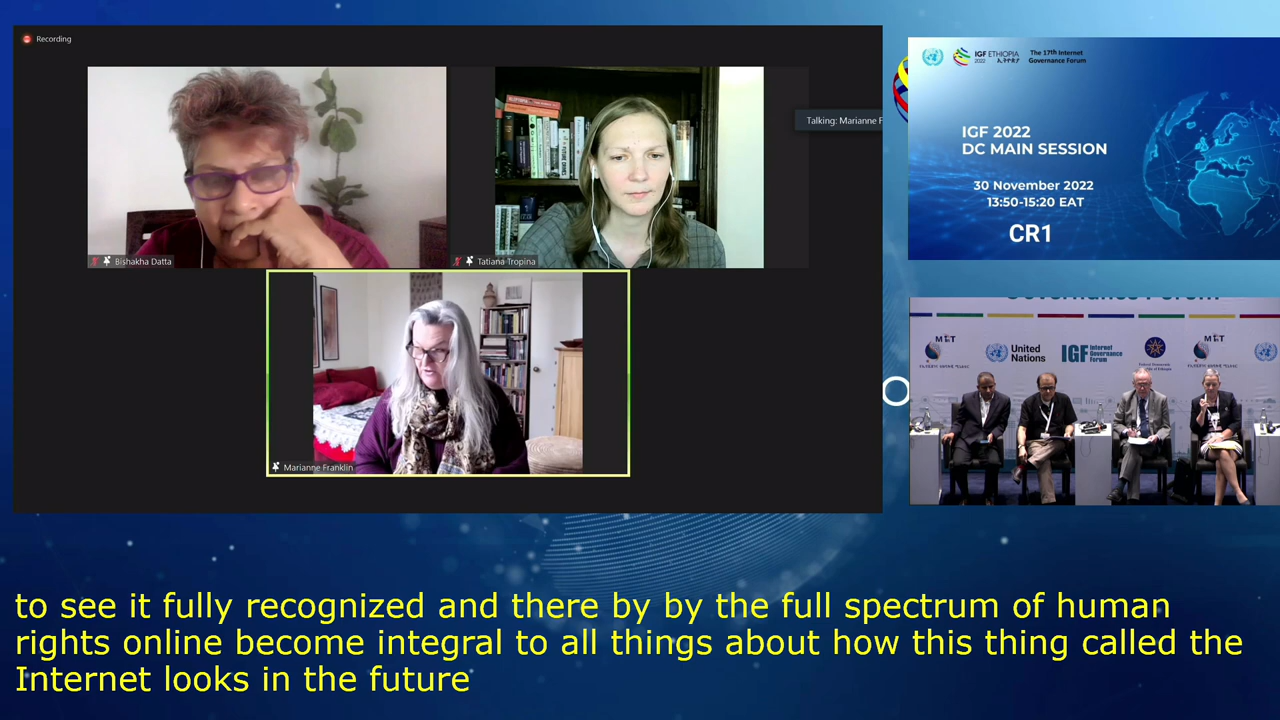 Recording
Talking: Marianne F
Bishakha Datta
Tatiana Tropina
Marianne Franklin
IGF ETHIOPIA
2022 ኢትዮጵያ
The 17th Internet
Governance Forum
IGF 2022
DC MAIN SESSION
30 November 2022
13:50-15:20 EAT
CR1
Governance Forum
United
Nations
IGF
Internet
Governance
Forum
to see it fully recognized and there by by the full spectrum of human
rights online become integral to all things about how this thing called the
Internet looks in the future